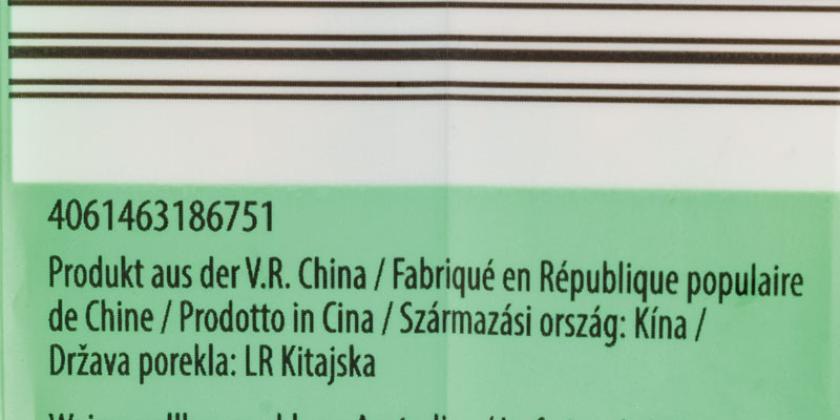 4061463186751
Produkt aus der V.R. China / Fabriqué en République populaire
de Chine / Prodotto in Cina / Származási ország: Kína /
Država porekla: LR Kitajska